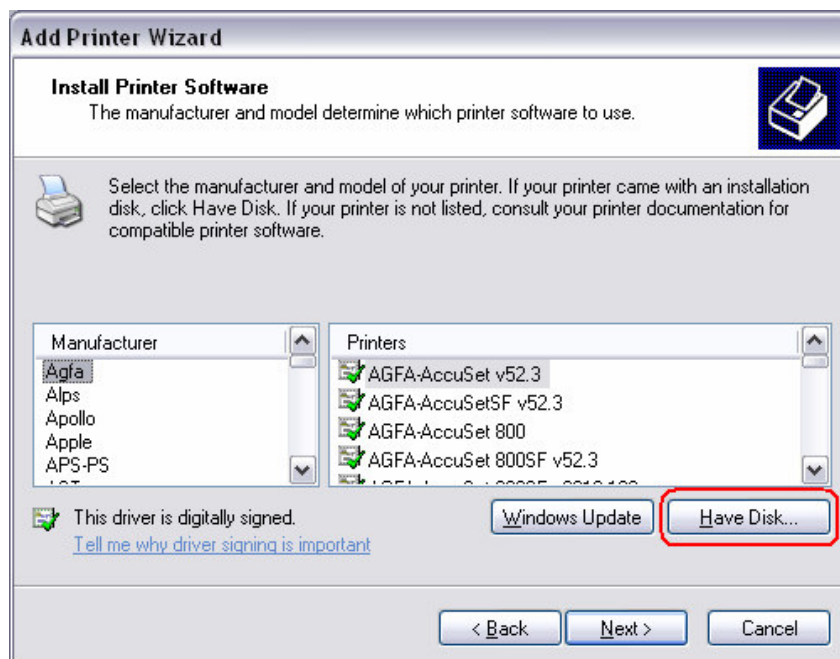 Add Printer Wizard
Install Printer Software
The manufacturer and model determine which printer software to use.
Select the manufacturer and model of your printer. If your printer came with an installation
disk, click Have Disk. If your printer is not listed, consult your printer documentation for
compatible printer software.
Manufacturer
Agfa
Alps
Apollo
Apple
APS-PS
Printers
AGFA-AccuSet v52.3
AGFA-AccuSetSF v52.3
AGFA-AccuSet 800
AGFA-AccuSet 800SF v52.3
This driver is digitally signed.
Tell me why driver signing is important
Windows Update
Have Disk...
< Back
Next >
Cancel